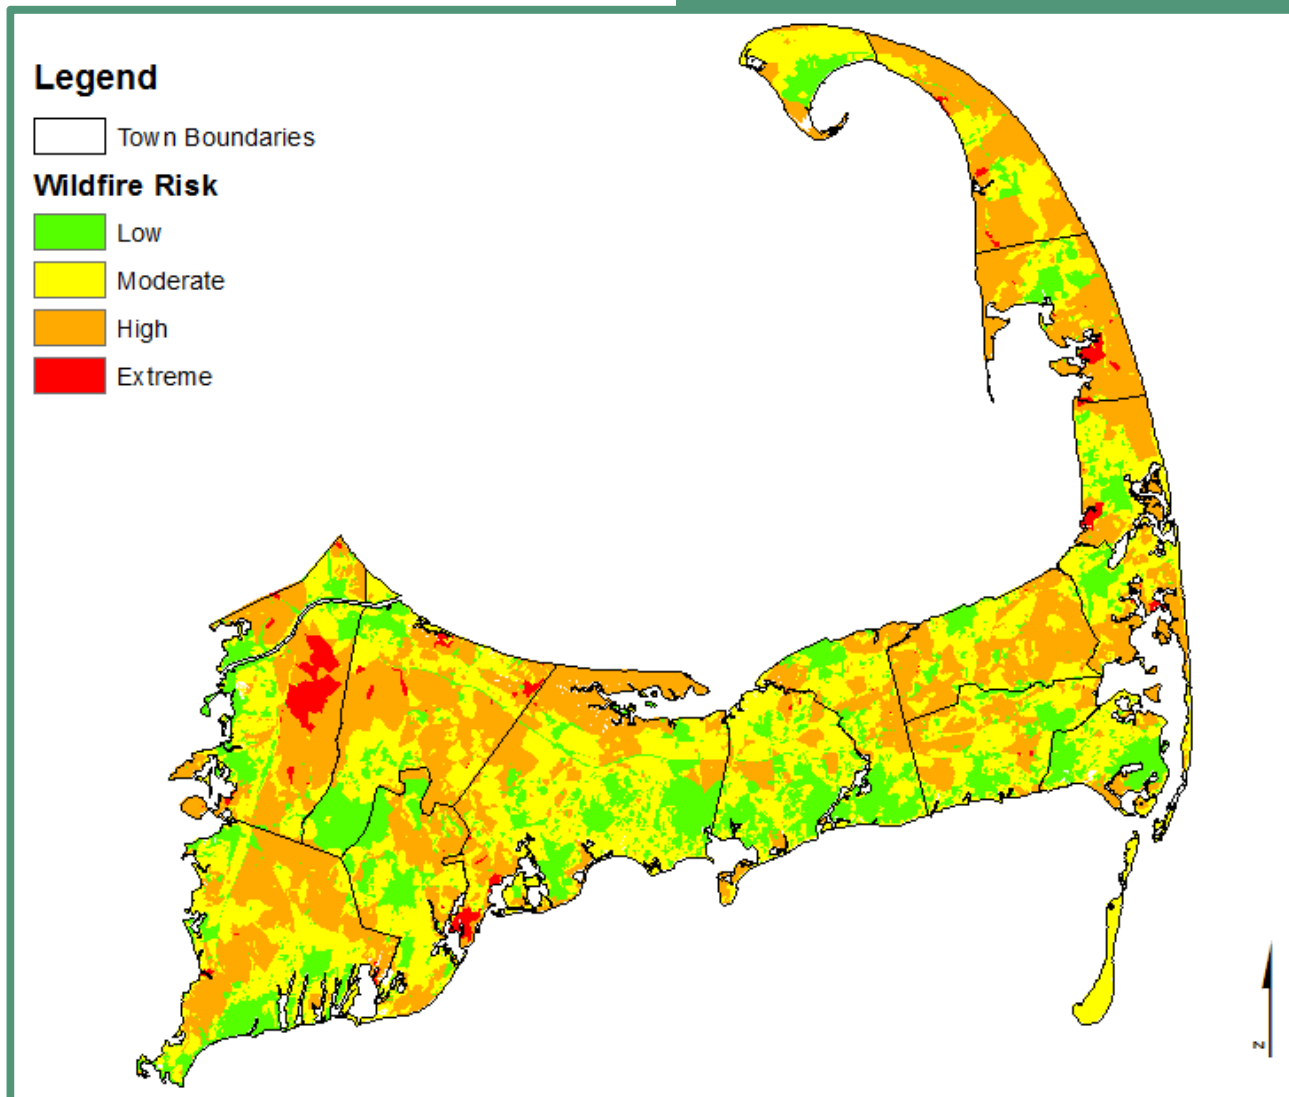 Legend
Town Boundaries
Wildfire Risk
Low
Moderate
High
Extreme
z